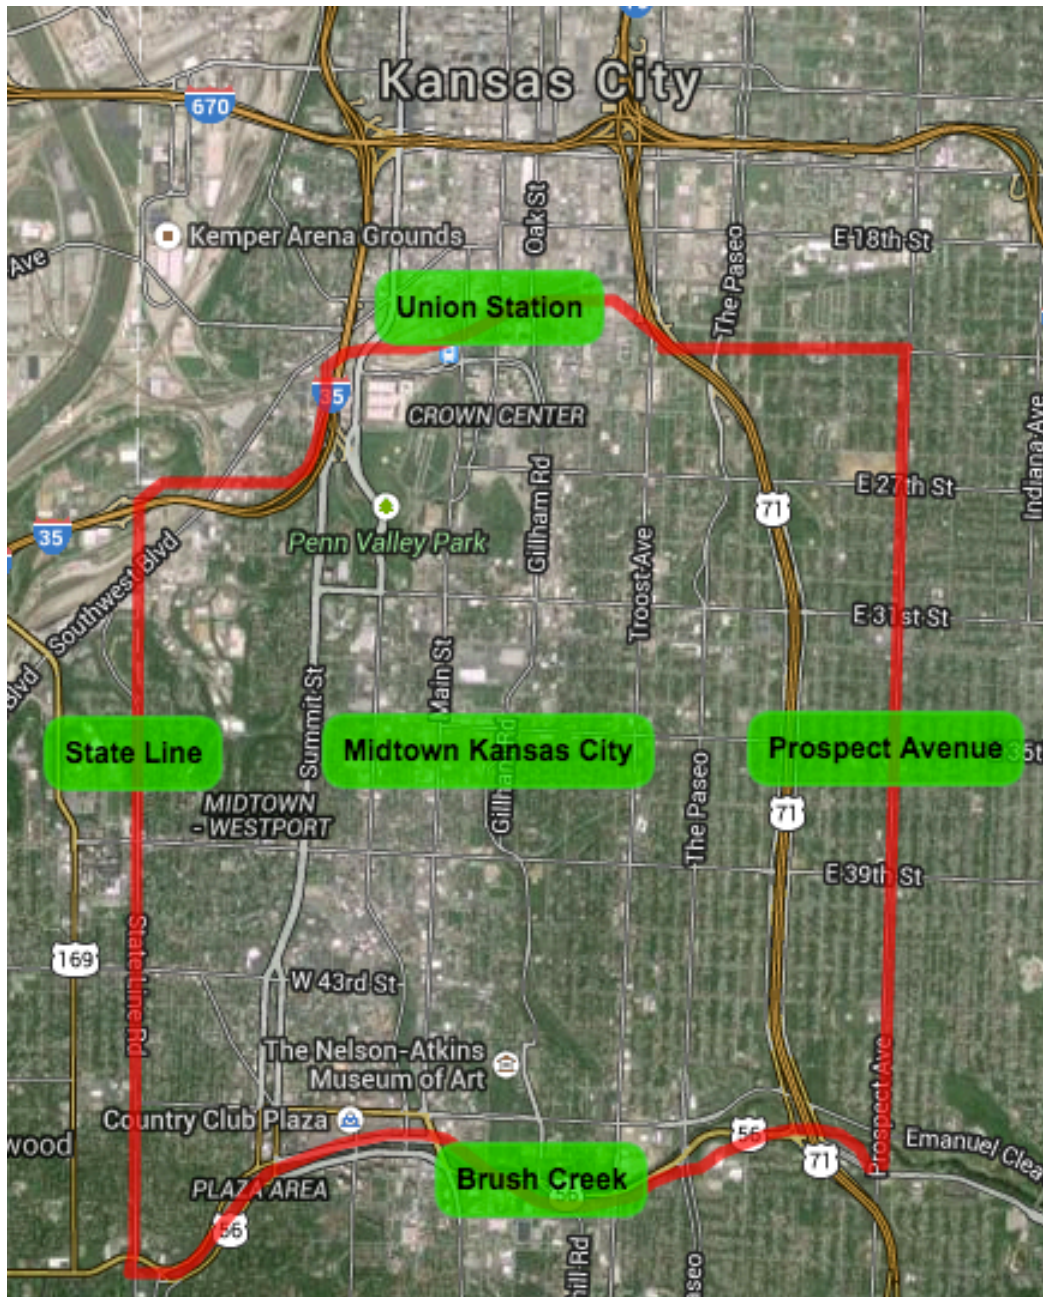 Kansas City
670
Kemper Arena Grounds
Oak St
The Paseo
E 18th St
Ave
Union Station
35
CROWN CENTER
E 27th St
Indiana Ave
71
35
Penn Valley Park
Gillham Rd
Southwest Blvd
Troost Ave
E 31st St
Blvd
Main St
Summit St
State Line
Midtown Kansas City
Prospect Avenue
MIDTOWN
- WESTPORT
Gillham Rd
The Paseo
71
E 39th St
169
State Line Rd
W 43rd St
The Nelson-Atkins
Museum of Art
Prospect Ave
Country Club Plaza
56
Emanuel Clea
wood
71
Brush Creek
PLAZA AREA
56
56
hill Rd
aseo